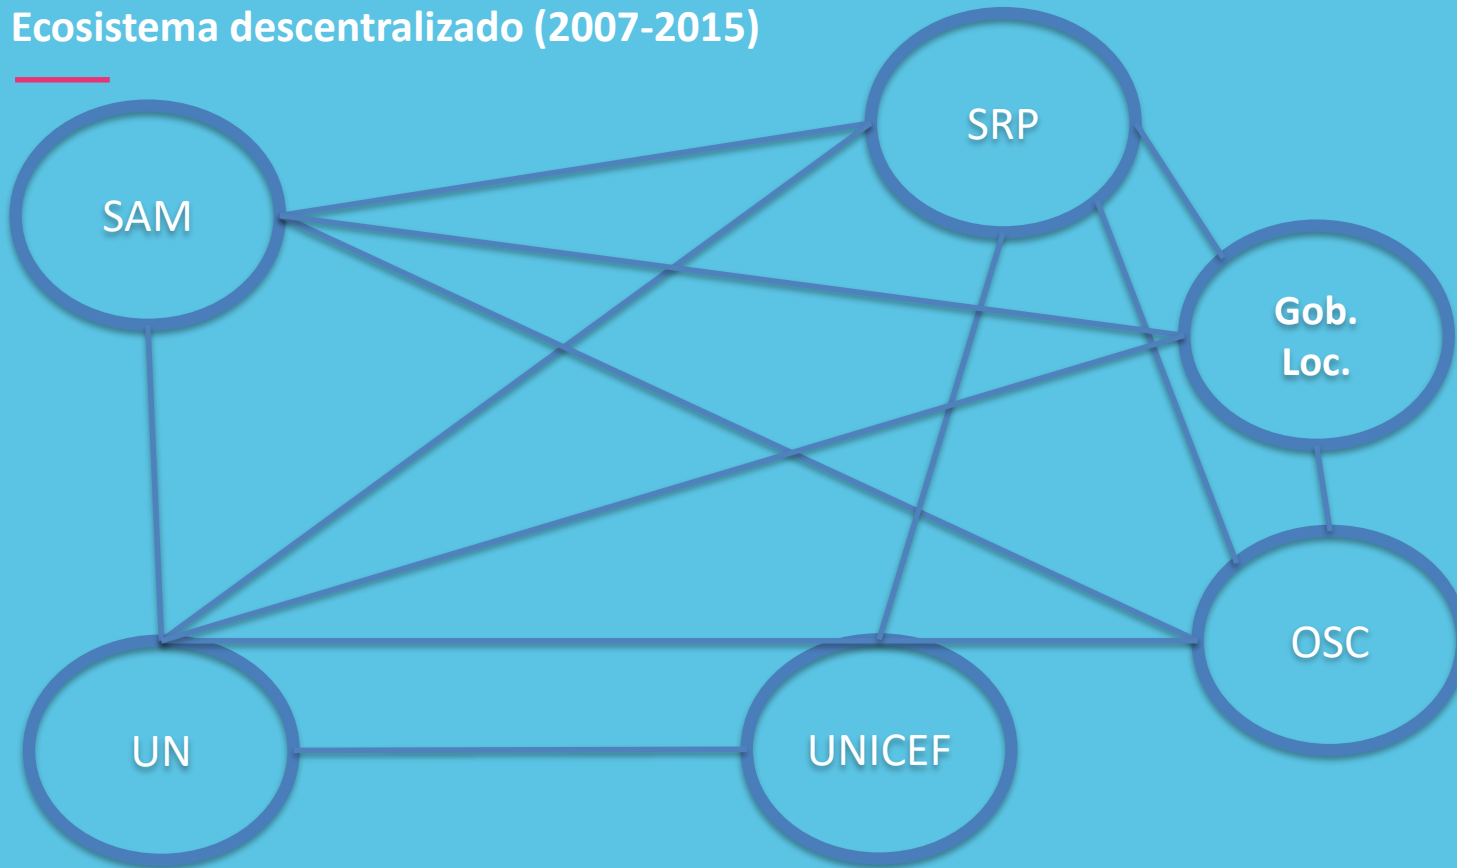 Ecosistema descentralizado (2007-2015)
SRP
SAM
Gob.
Loc.
OSC
UN
UNICEF